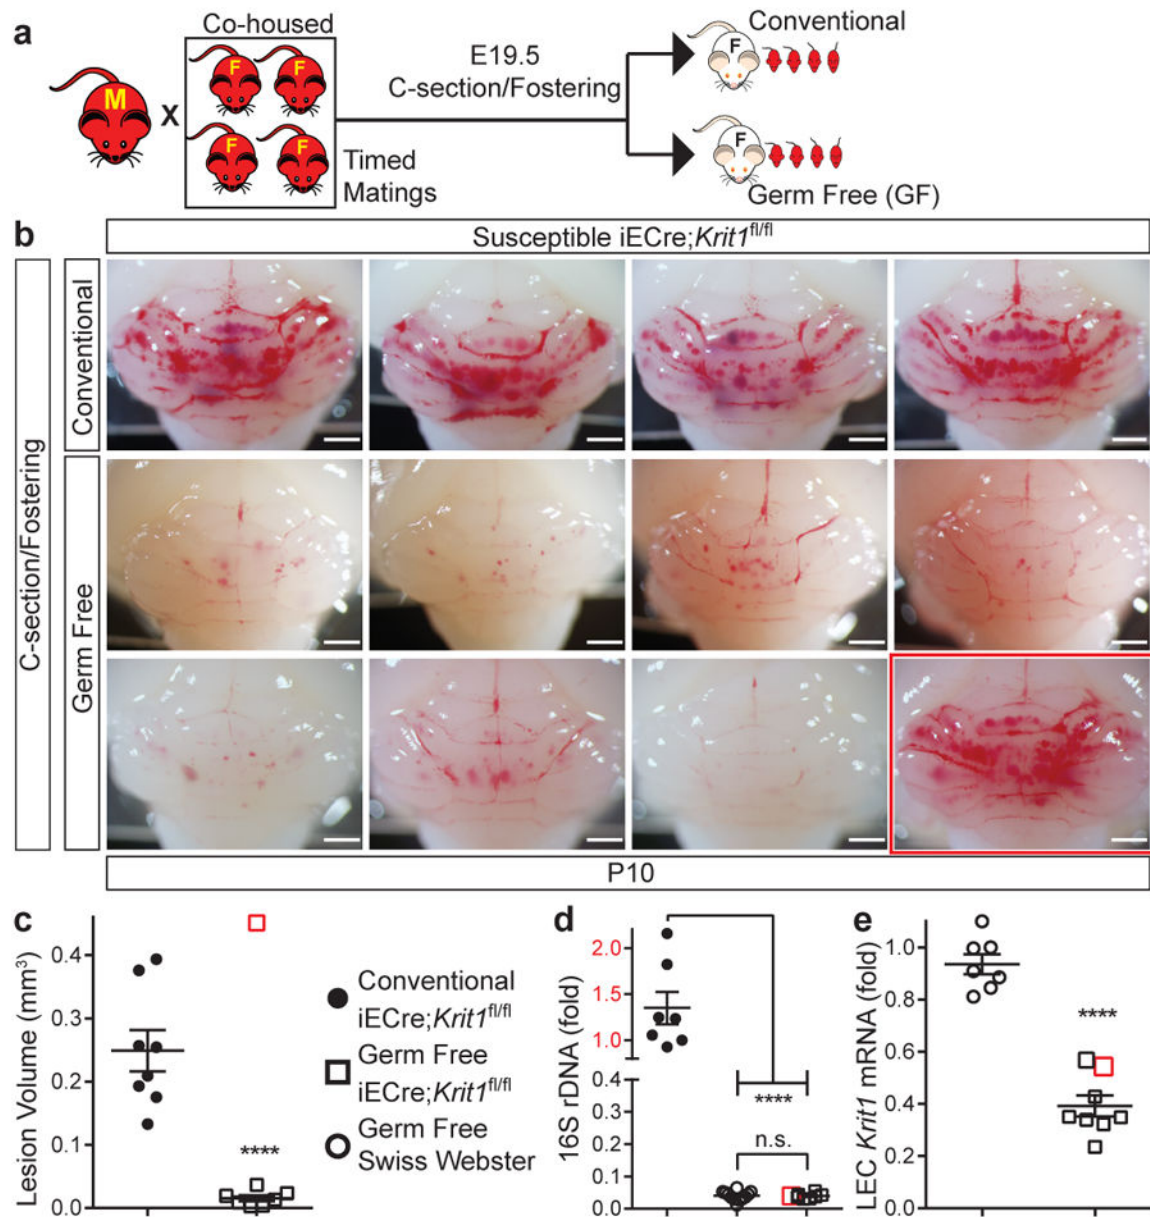 a
Co-housed
M
X
F
F
F
F
Timed
Matings
E19.5
C-section/Fostering
Conventional
F
F
Germ Free (GF)
b
Susceptible iECre;Krit1fl/fl
C-section/Fostering
Conventional
Germ Free
P10
c
Lesion Volume (mm³)
0.4
0.3
0.2
0.1
0.0
****
Conventional
iECre;Krit1fl/fl
Germ Free
iECre;Krit1fl/fl
Germ Free
Swiss Webster
d
16S rDNA (fold)
2.0
1.5
1.0
0.4
0.3
0.2
0.1
0.0
****
n.s.
e
LEC Krit1 mRNA (fold)
1.0
0.8
0.6
0.4
0.2
0.0
****